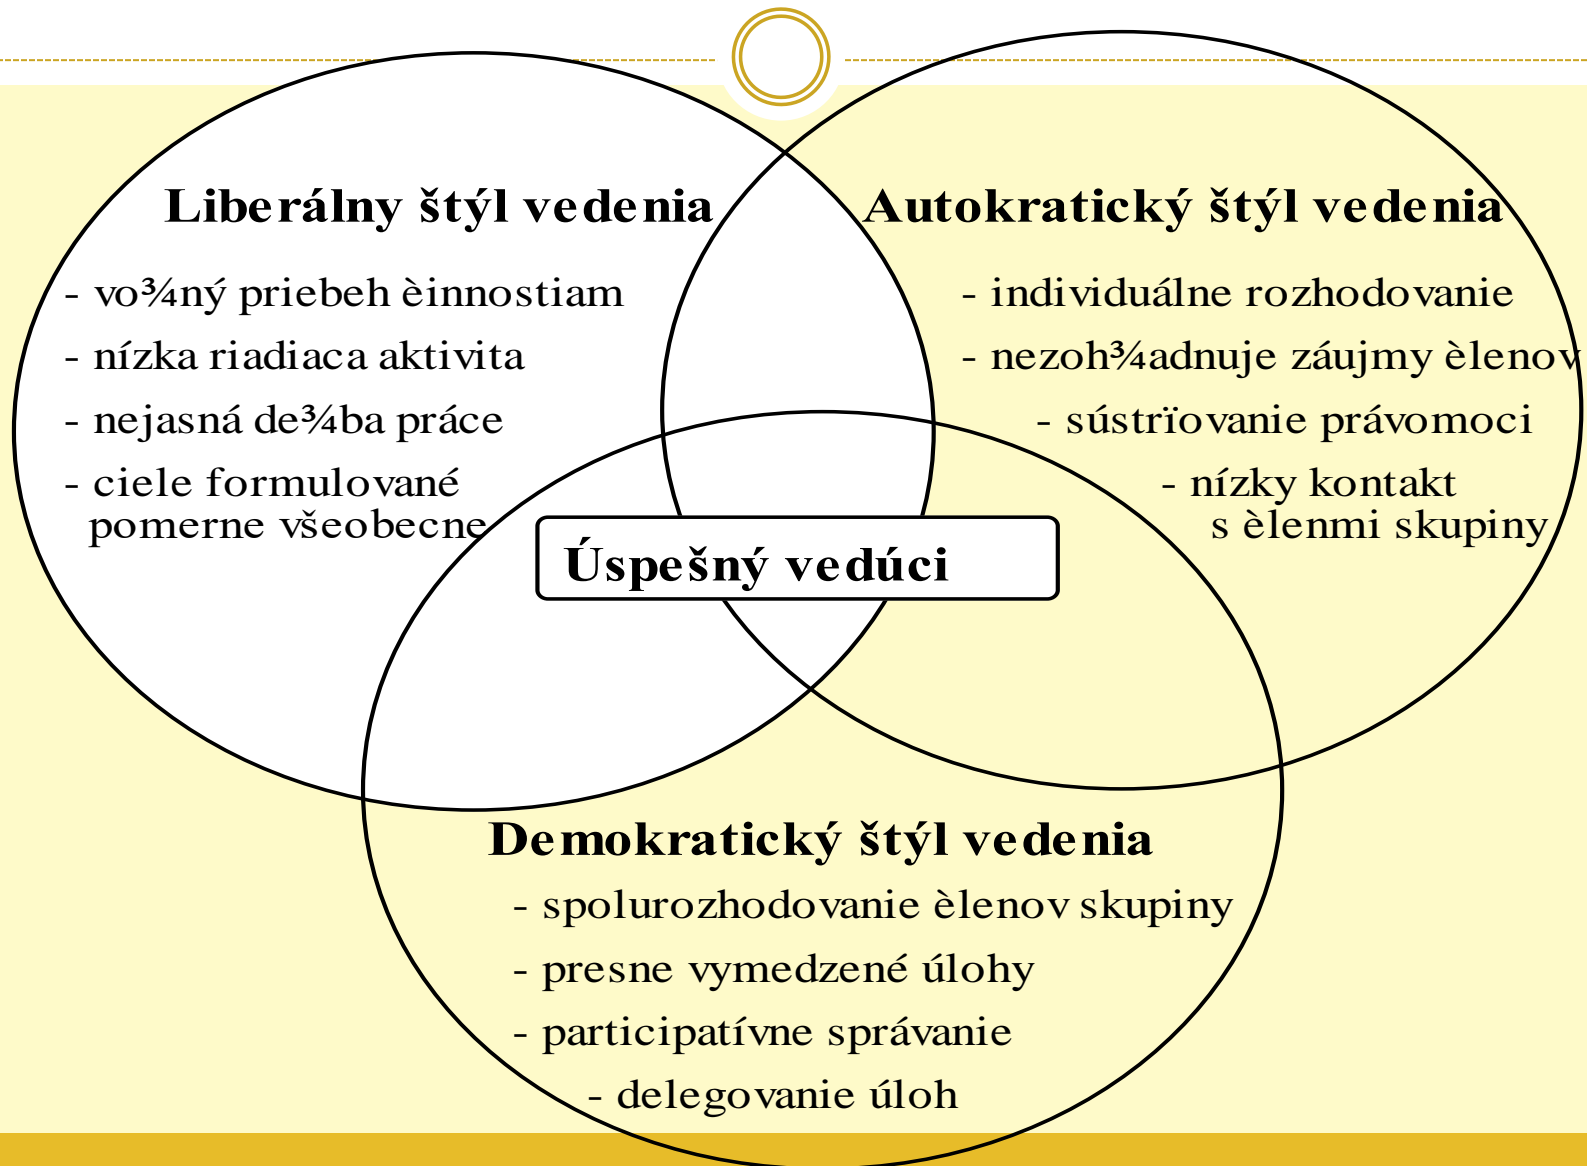 Liberálny štýl vedenia
- vo¾ný priebeh èinnostiam
- nízka riadiaca aktivita
- nejasná de¾ba práce
- ciele formulované
pomerne všeobecne
Autokratický štýl vedenia
- individuálne rozhodovanie
- nezoh¾adnuje záujmy èlenov
- sústrïovanie právomoci
- nízky kontakt
s èlenmi skupiny
Úspešný vedúci
Demokratický štýl vedenia
- spolurozhodovanie èlenov skupiny
- presne vymedzené úlohy
- participatívne správanie
- delegovanie úloh